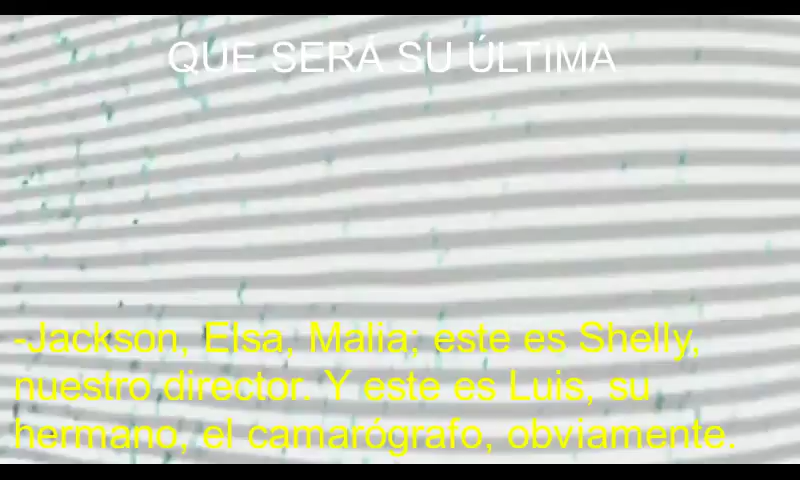 QUE SERÁ SU ÚLTIMA
-Jackson, Elsa, Malia; este es Shelly,
nuestro director. Y este es Luis, su
hermano, el camarógrafo, obviamente.